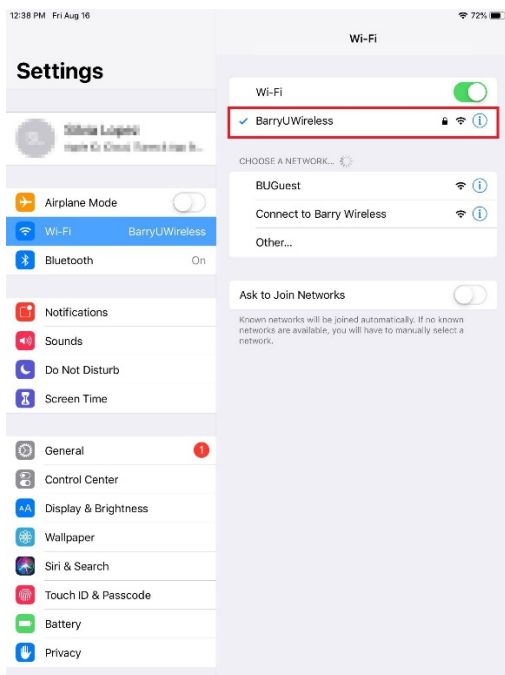 12:38 PM Fri Aug 16
72%
Settings
Airplane Mode
Wi-Fi BarryUWireless
Bluetooth On
Notifications
Sounds
Do Not Disturb
Screen Time
General 1
Control Center
AA Display & Brightness
Wallpaper
Siri & Search
Touch ID & Passcode
Battery
Privacy
Wi-Fi
Wi-Fi
BarryUWireless
CHOOSE A NETWORK...
BUGuest
Connect to Barry Wireless
Other...
Ask to Join Networks
Known networks will be joined automatically. If no known
networks are available, you will have to manually select a
network.